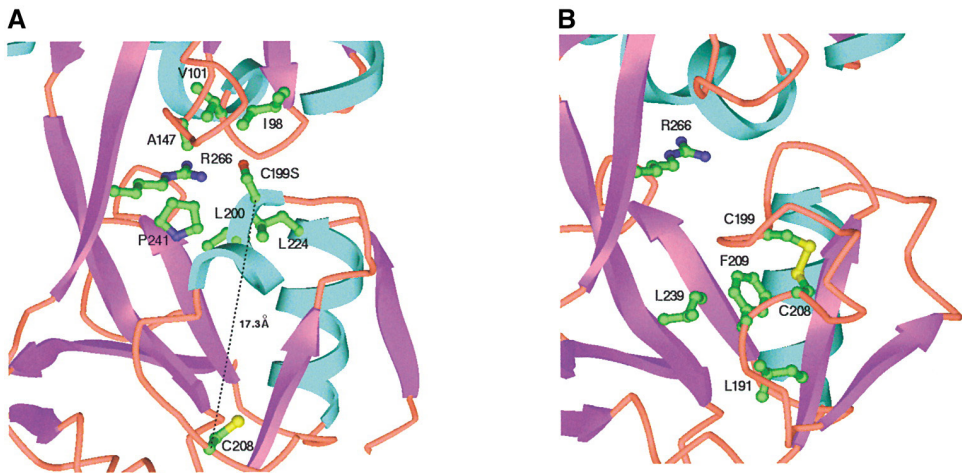 A
V101
I98
A147
R266
C199S
L200
P241
L224
17.3Å
C208
B
R266
C199
F209
L239
C208
L191